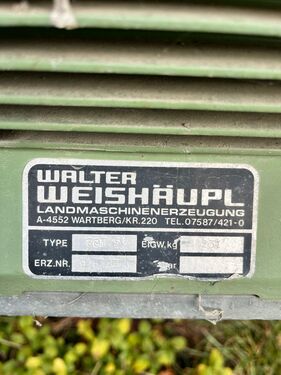 WALTER
WEISHÄUPL
LANDMASCHINENERZEUGUNG
A-4552 WARTBERG/KR.220 TEL.07587/421-0
TYPE EIGW.kg
ERZ.NR.